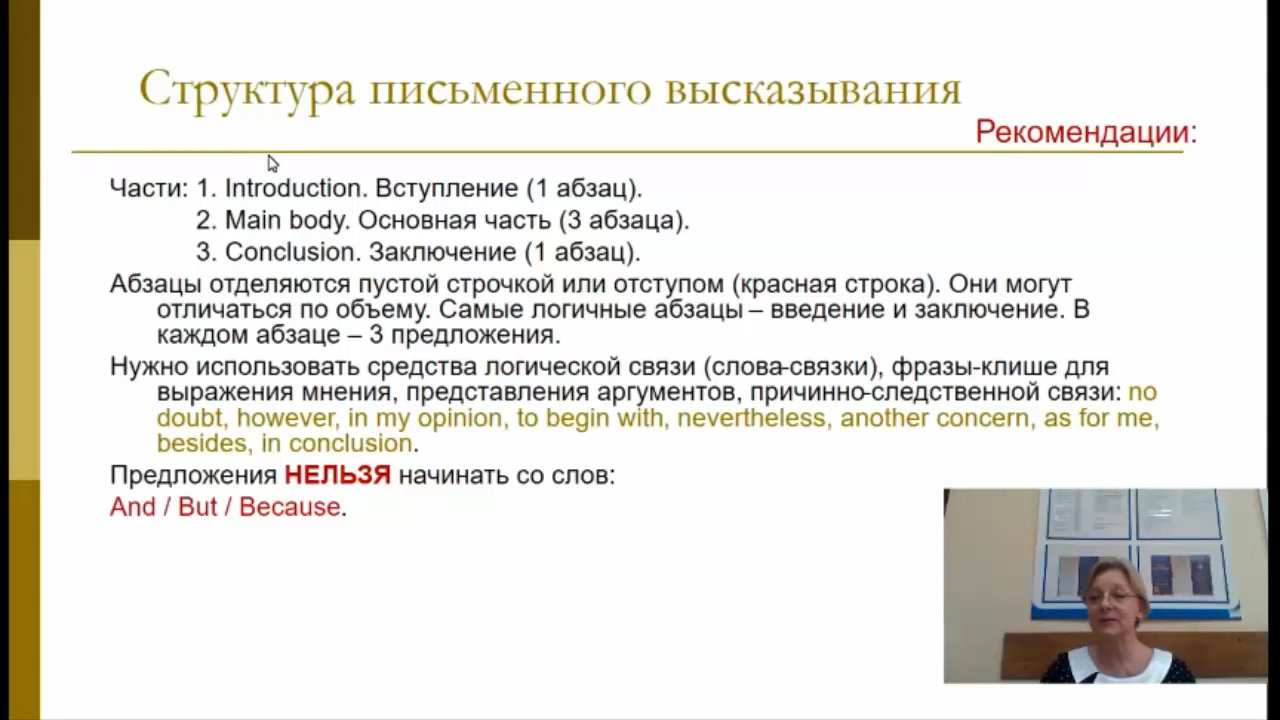 Структура письменного высказывания
Рекомендации:
Части: 1. Introduction. Вступление (1 абзац).
2. Main body. Основная часть (3 абзаца).
3. Conclusion. Заключение (1 абзац).
Абзацы отделяются пустой строчкой или отступом (красная строка). Они могут
отличаться по объему. Самые логичные абзацы – введение и заключение. В
каждом абзаце – 3 предложения.
Нужно использовать средства логической связи (слова-связки), фразы-клише для
выражения мнения, представления аргументов, причинно-следственной связи: no
doubt, however, in my opinion, to begin with, nevertheless, another concern, as for me,
besides, in conclusion.
Предложения НЕЛЬЗЯ начинать со слов:
And / But / Because.